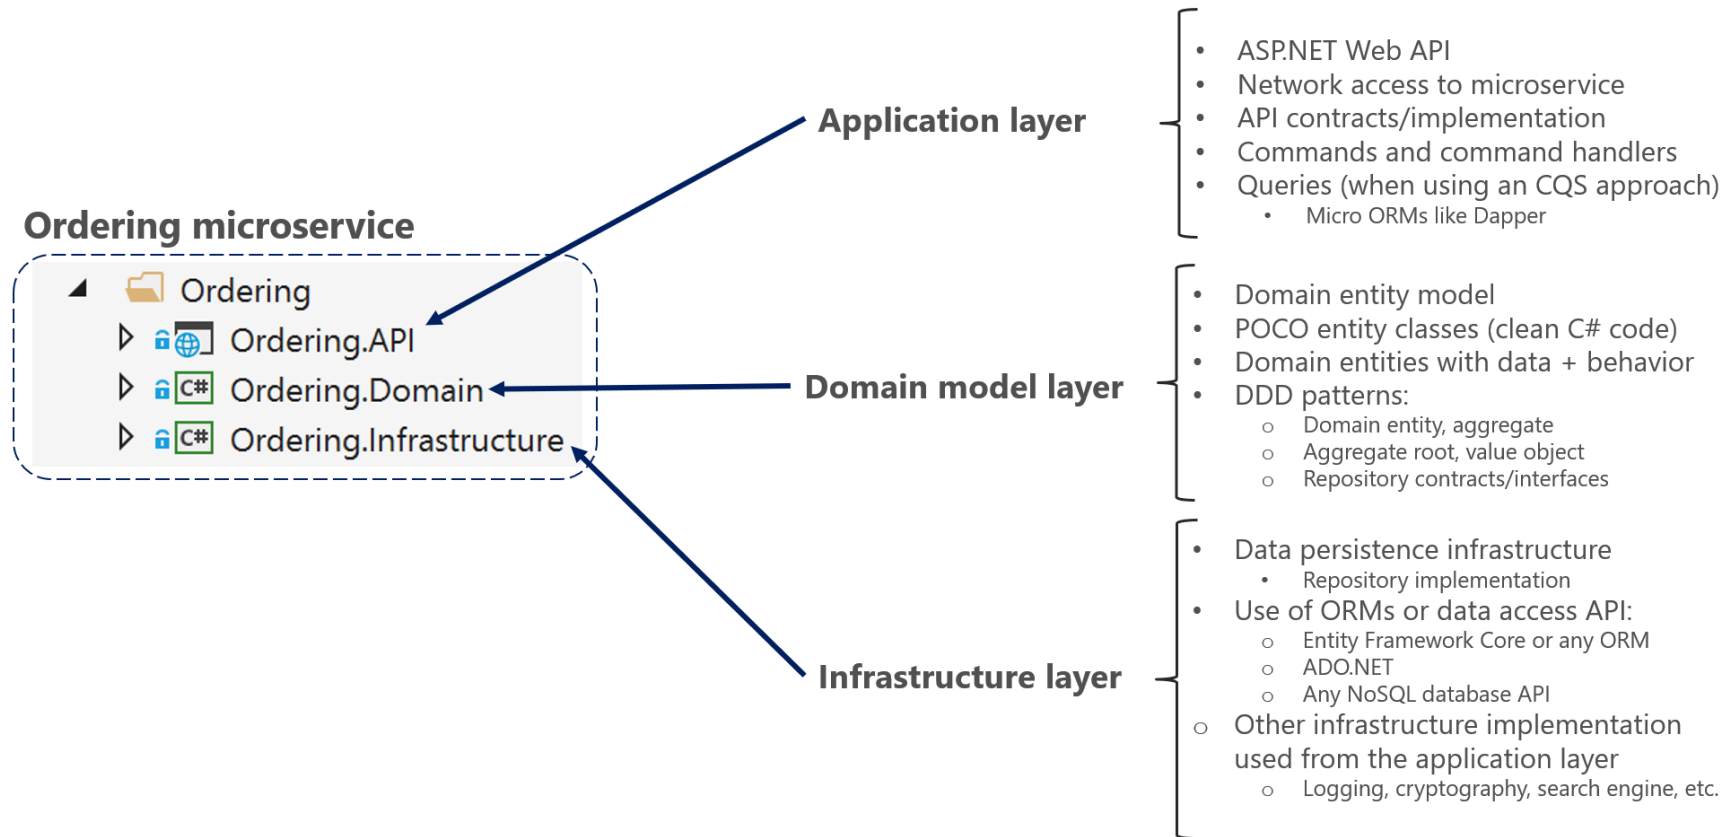 Ordering microservice
Ordering
Ordering.API
C# Ordering.Domain
C# Ordering.Infrastructure
Application layer
• ASP.NET Web API
• Network access to microservice
• API contracts/implementation
• Commands and command handlers
• Queries (when using an CQS approach)
• Micro ORMs like Dapper
Domain model layer
• Domain entity model
• POCO entity classes (clean C# code)
• Domain entities with data + behavior
• DDD patterns:
o Domain entity, aggregate
o Aggregate root, value object
o Repository contracts/interfaces
Infrastructure layer
• Data persistence infrastructure
• Repository implementation
• Use of ORMs or data access API:
o Entity Framework Core or any ORM
o ADO.NET
o Any NoSQL database API
o Other infrastructure implementation
used from the application layer
o Logging, cryptography, search engine, etc.